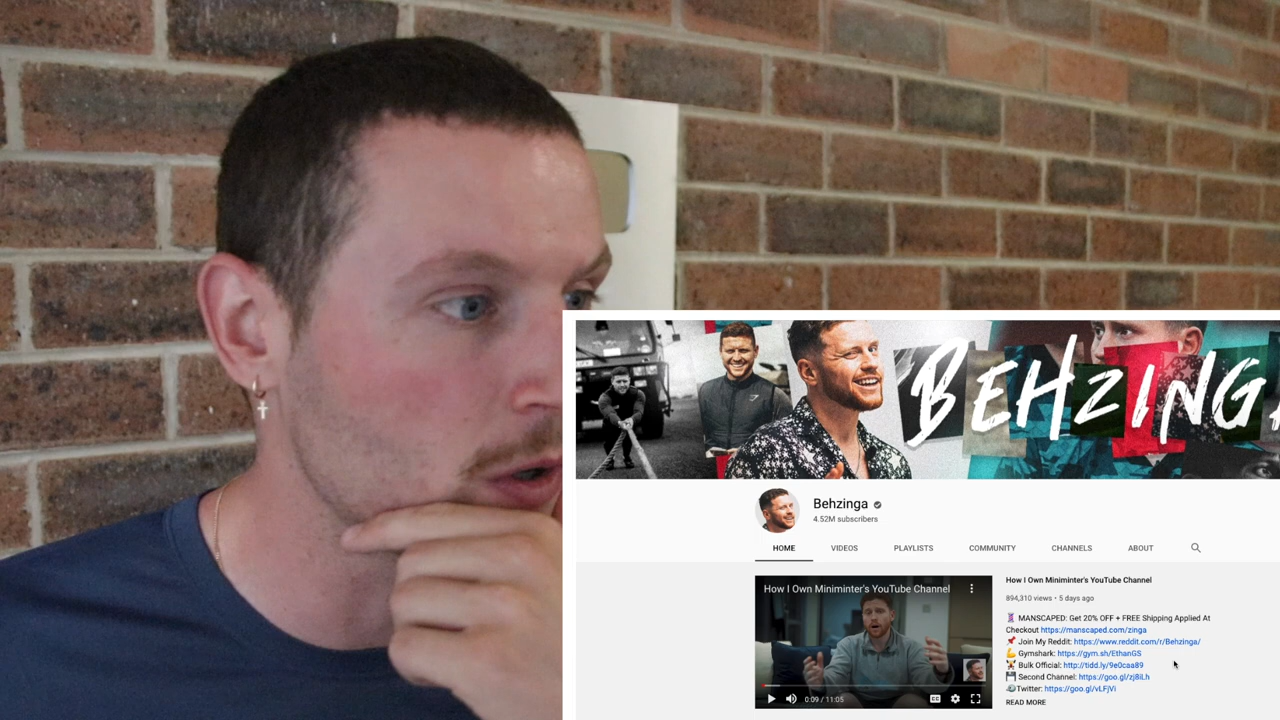 BEHZING
Behzinga
4.52M subscribers
HOME VIDEOS PLAYLISTS COMMUNITY CHANNELS ABOUT
How I Own Miniminter's YouTube Channel
0:09 / 11:05
How I Own Miniminter's YouTube Channel
894,310 views • 5 days ago
MANSCAPED: Get 20% OFF + FREE Shipping Applied At
Checkout https://manscaped.com/zinga
📌 Join My Reddit: https://www.reddit.com/r/Behzinga/
💪 Gymshark: https://gym.sh/EthanGS
🏋 Bulk Official: http://tidd.ly/9e0caa89
💾 Second Channel: https://goo.gl/zj8iLh
Twitter: https://goo.gl/vLFjVi
READ MORE